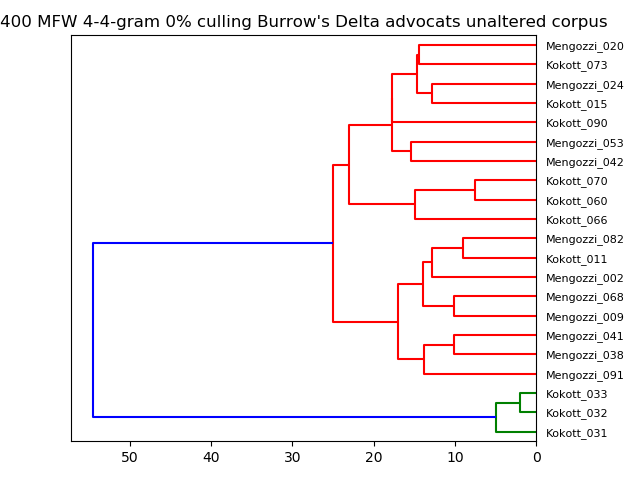 400 MFW 4-4-gram 0% culling Burrow's Delta advocats unaltered corpus
Mengozzi_020
Kokott_073
Mengozzi_024
Kokott_015
Kokott_090
Mengozzi_053
Mengozzi_042
Kokott_070
Kokott_060
Kokott_066
Mengozzi_082
Kokott_011
Mengozzi_002
Mengozzi_068
Mengozzi_009
Mengozzi_041
Mengozzi_038
Mengozzi_091
Kokott_033
Kokott_032
Kokott_031
50 40 30 20 10 0